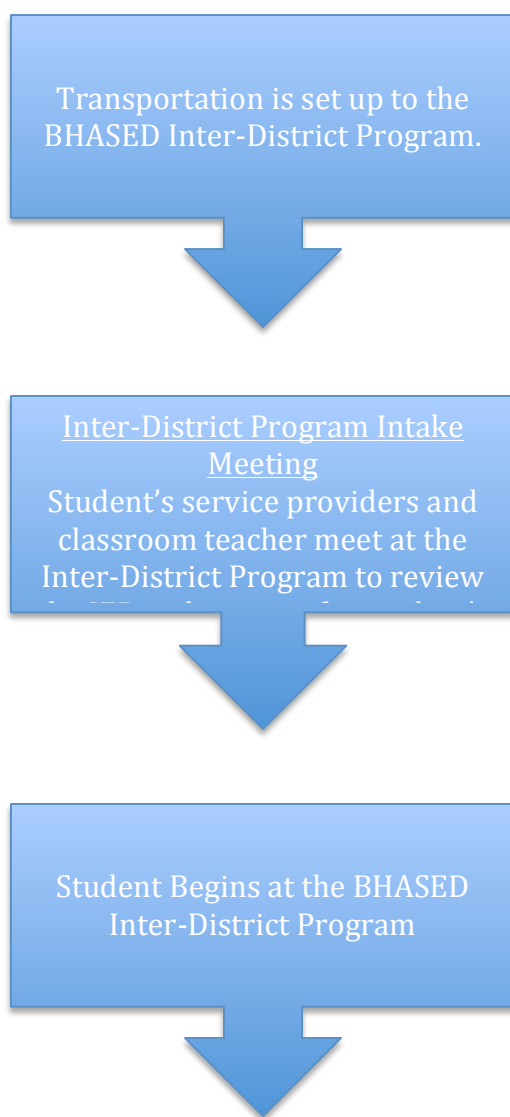 Transportation is set up to the
BHASED Inter-District Program.
Inter-District Program Intake
Meeting
Student’s service providers and
classroom teacher meet at the
Inter-District Program to review
Student Begins at the BHASED
Inter-District Program